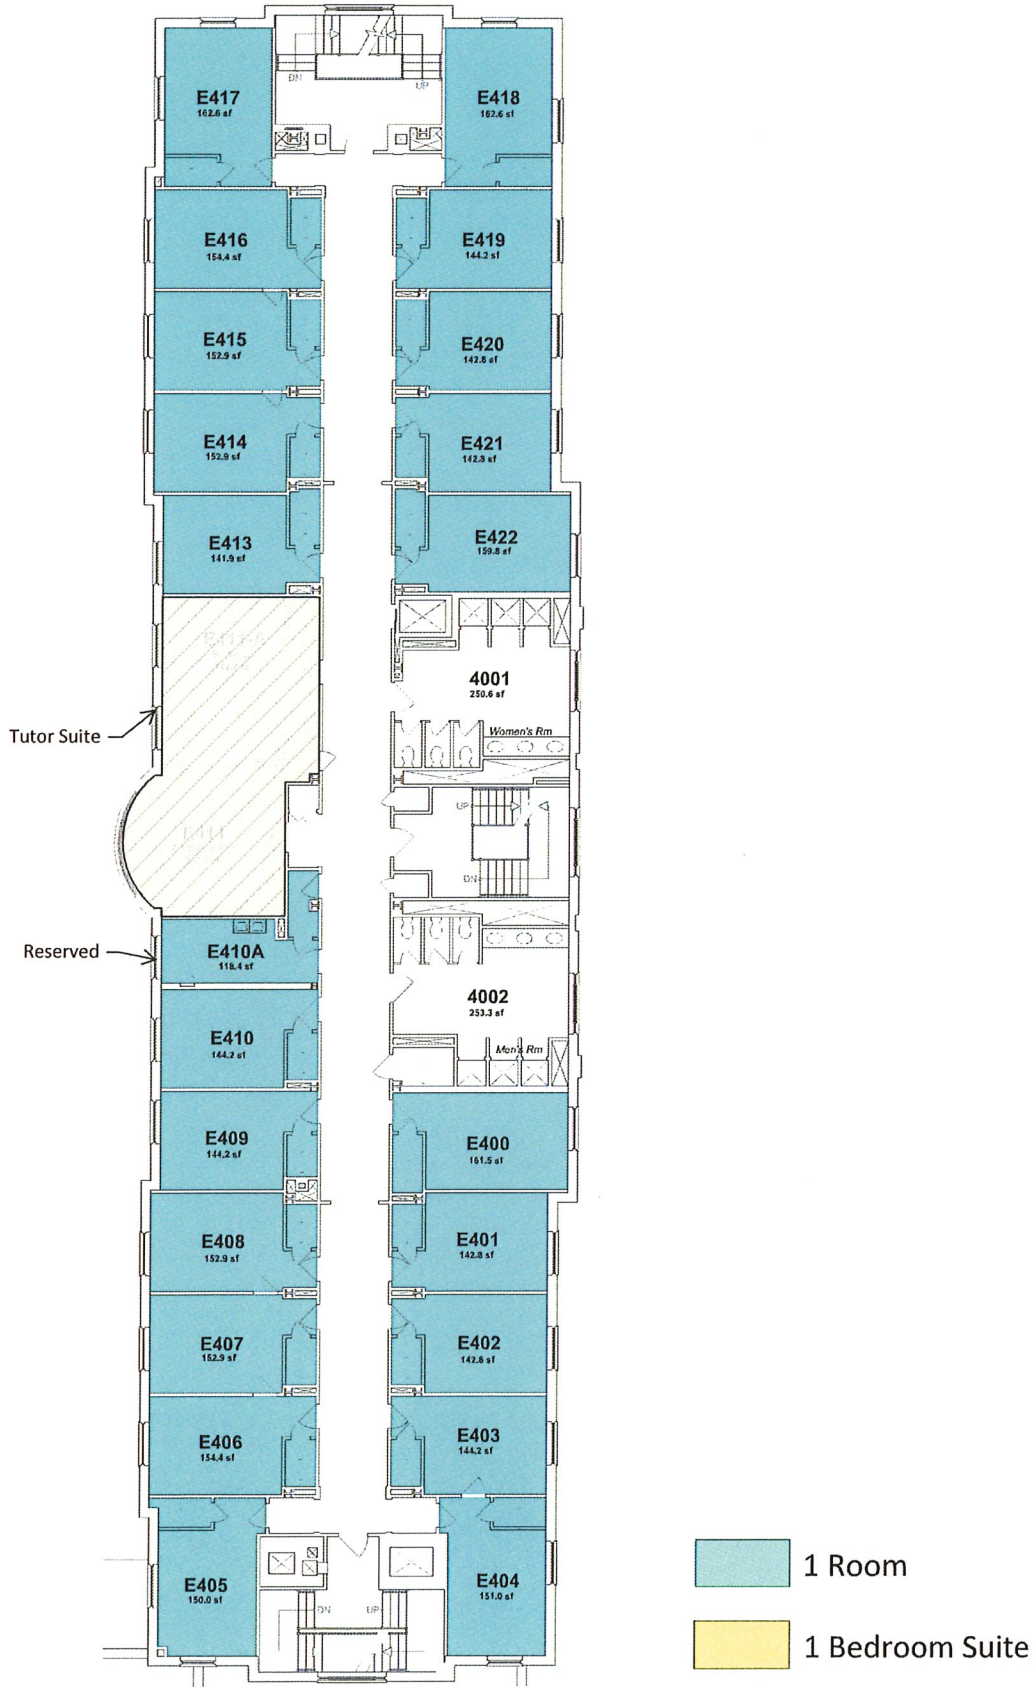 DN
UP
E417
162.6 sf
E418
162.6 sf
E416
154.4 sf
E419
144.2 sf
E415
152.9 sf
E420
142.8 sf
E414
152.9 sf
E421
142.8 sf
E413
141.9 sf
E422
159.8 sf
4001
250.6 sf
Women's Rm
Tutor Suite
UP
DN
Reserved
E410A
118.4 sf
4002
253.3 sf
E410
144.2 sf
Men's Rm
E409
144.2 sf
E400
161.5 sf
E408
152.9 sf
E401
142.8 sf
E407
152.9 sf
E402
142.8 sf
E406
154.4 sf
E403
144.2 sf
E405
150.0 sf
E404
151.0 sf
DN
UP
1 Room
1 Bedroom Suite